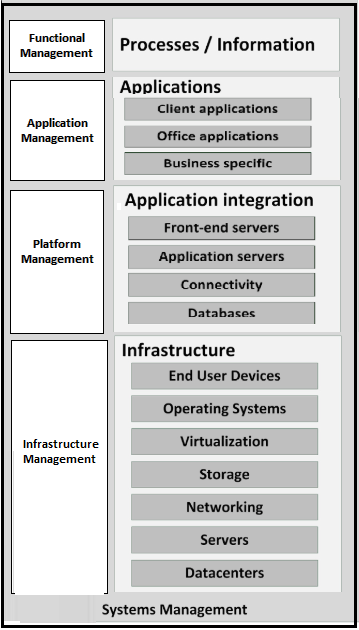 Functional
Management
Processes / Information
Application
Management
Applications
Client applications
Office applications
Business specific
Platform
Management
Application integration
Front-end servers
Application servers
Connectivity
Databases
Infrastructure
Management
Infrastructure
End User Devices
Operating Systems
Virtualization
Storage
Networking
Servers
Datacenters
Systems Management